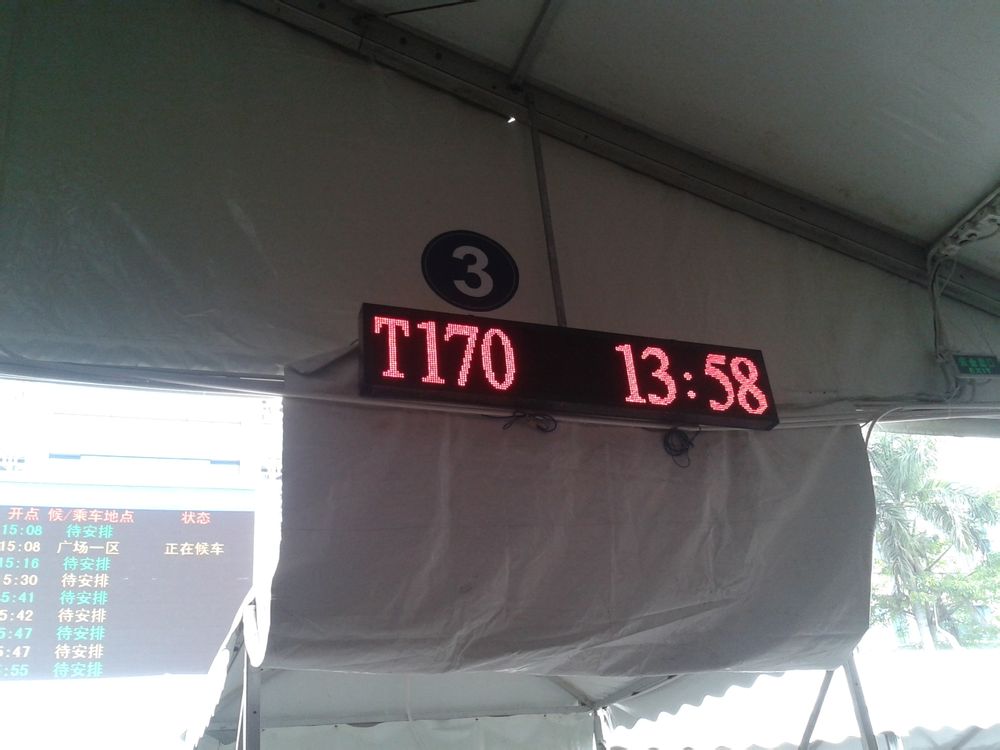 3
T170 13:58
开点 候/乘车地点 状态
15:08 待安排
15:08 广场一区 正在候车
15:16 待安排
5:30 待安排
5:41 待安排
5:42 待安排
5:47 待安排
5:47 待安排
:55 待安排